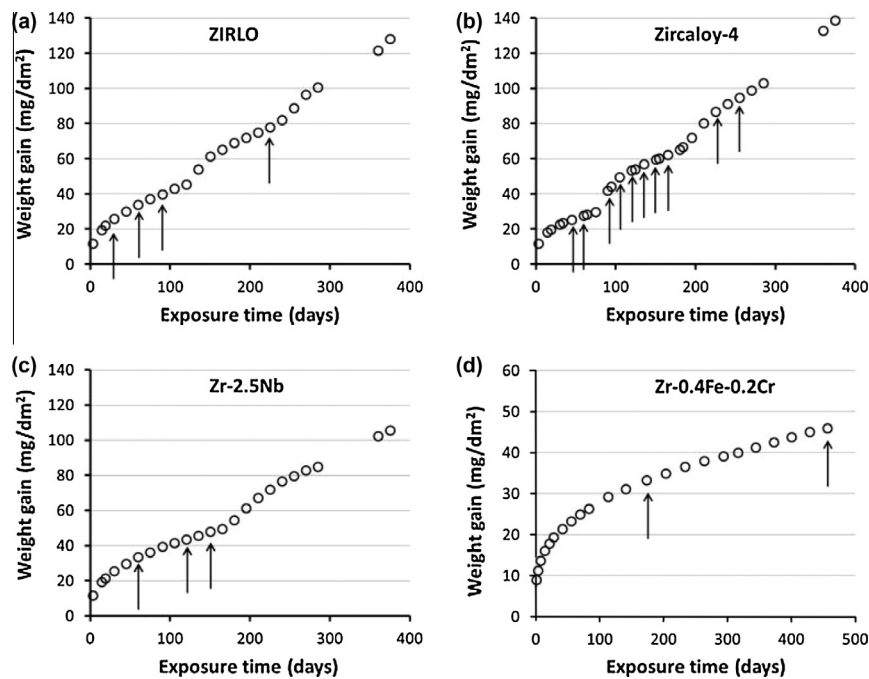 (a)
ZIRLO
Weight gain (mg/dm²)
140
120
100
80
60
40
20
0
0 100 200 300 400
Exposure time (days)
(b)
Zircaloy-4
Weight gain (mg/dm²)
140
120
100
80
60
40
20
0
0 100 200 300 400
Exposure time (days)
(c)
Zr-2.5Nb
Weight gain (mg/dm²)
140
120
100
80
60
40
20
0
0 100 200 300 400
Exposure time (days)
(d)
Zr-0.4Fe-0.2Cr
Weight gain (mg/dm²)
60
50
40
30
20
10
0
0 100 200 300 400 500
Exposure time (days)